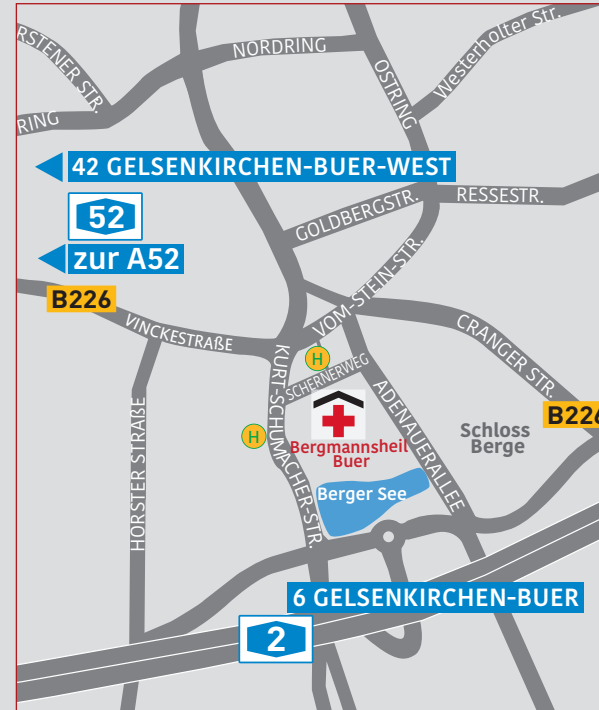 RSTENER STR.
NORDRING
OSTRING
Westerholter Str.
RING
42 GELSENKIRCHEN-BUER-WEST
52
GOLDBERGSTR.
RESSESTR.
zur A52
B226
VINCKESTRAßE
VOM-STEIN-STR.
CRANGER STR.
H
SCHERNERWEG
KURT-SCHUMACHER-STR.
ADENAUERALLEE
HORSTER STRAßE
B226
H
Schloss
Berge
Bergmannsheil
Buer
Berger See
6 GELSENKIRCHEN-BUER
2